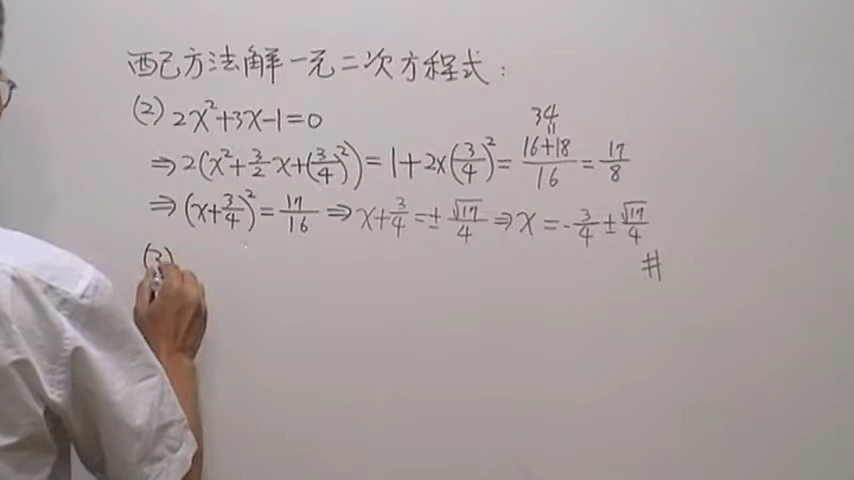 配方法解一元二次方程式:
(2) 2x²+3x-1=0
34
⇒2(x²+3/2x+(3/4)²)=1+2×(3/4)²=16+18/16=17/8
⇒(x+3/4)²=17/16⇒x+3/4=±√17/4⇒x=-3/4±√17/4
#
(3)